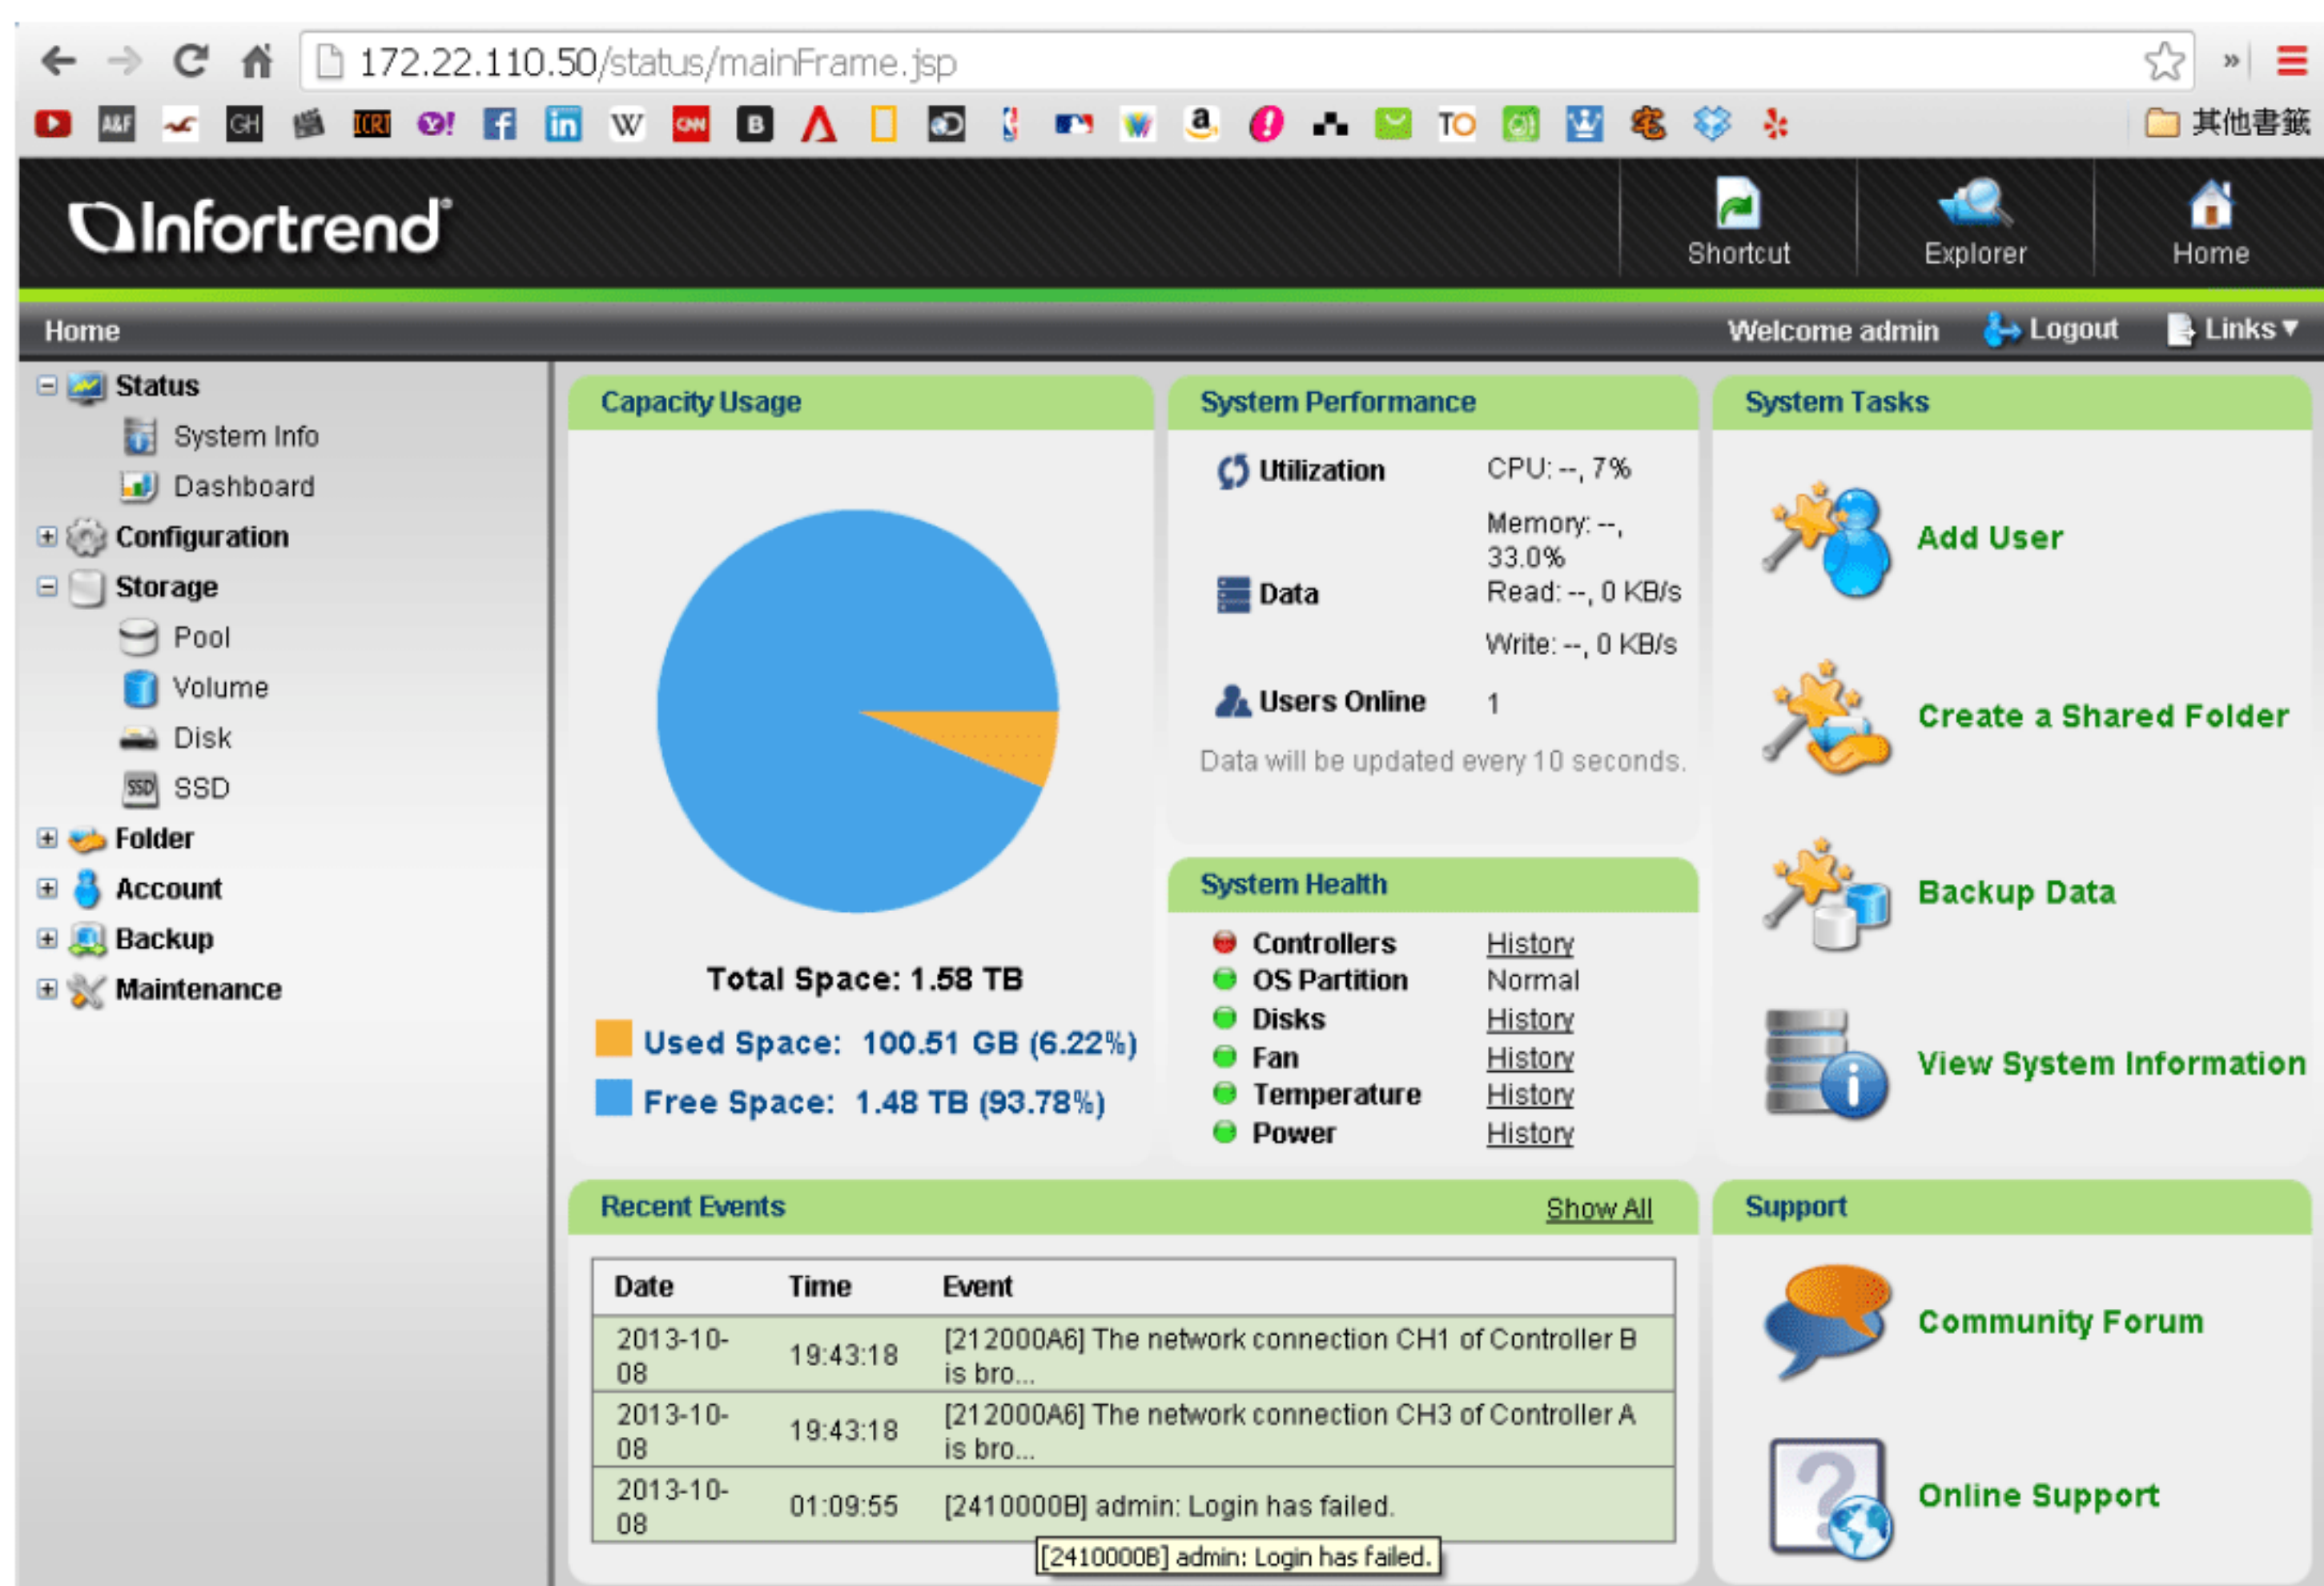 172.22.110.50/status/mainFrame.jsp
»
A&F
GH
ICRT
Y!
f
in
W
CNN
B
D
W
a
TO
其他書籤
Infortrend
Shortcut
Explorer
Home
Home
Welcome admin
Logout
Links
Status
System Info
Dashboard
Configuration
Storage
Pool
Volume
Disk
SSD SSD
Folder
Account
Backup
Maintenance
Capacity Usage
Total Space: 1.58 TB
Used Space: 100.51 GB (6.22%)
Free Space: 1.48 TB (93.78%)
System Performance
Utilization CPU: --, 7%
Memory: --,
33.0%
Data Read: --, 0 KB/s
Write: --, 0 KB/s
Users Online 1
Data will be updated every 10 seconds.
System Health
Controllers History
OS Partition Normal
Disks History
Fan History
Temperature History
Power History
System Tasks
Add User
Create a Shared Folder
Backup Data
View System Information
Recent Events Show All
Date Time Event
2013-10-
08 19:43:18 [212000A6] The network connection CH1 of Controller B
is bro...
2013-10-
08 19:43:18 [212000A6] The network connection CH3 of Controller A
is bro...
2013-10-
08 01:09:55 [2410000B] admin: Login has failed.
[2410000B] admin: Login has failed.
Support
Community Forum
Online Support